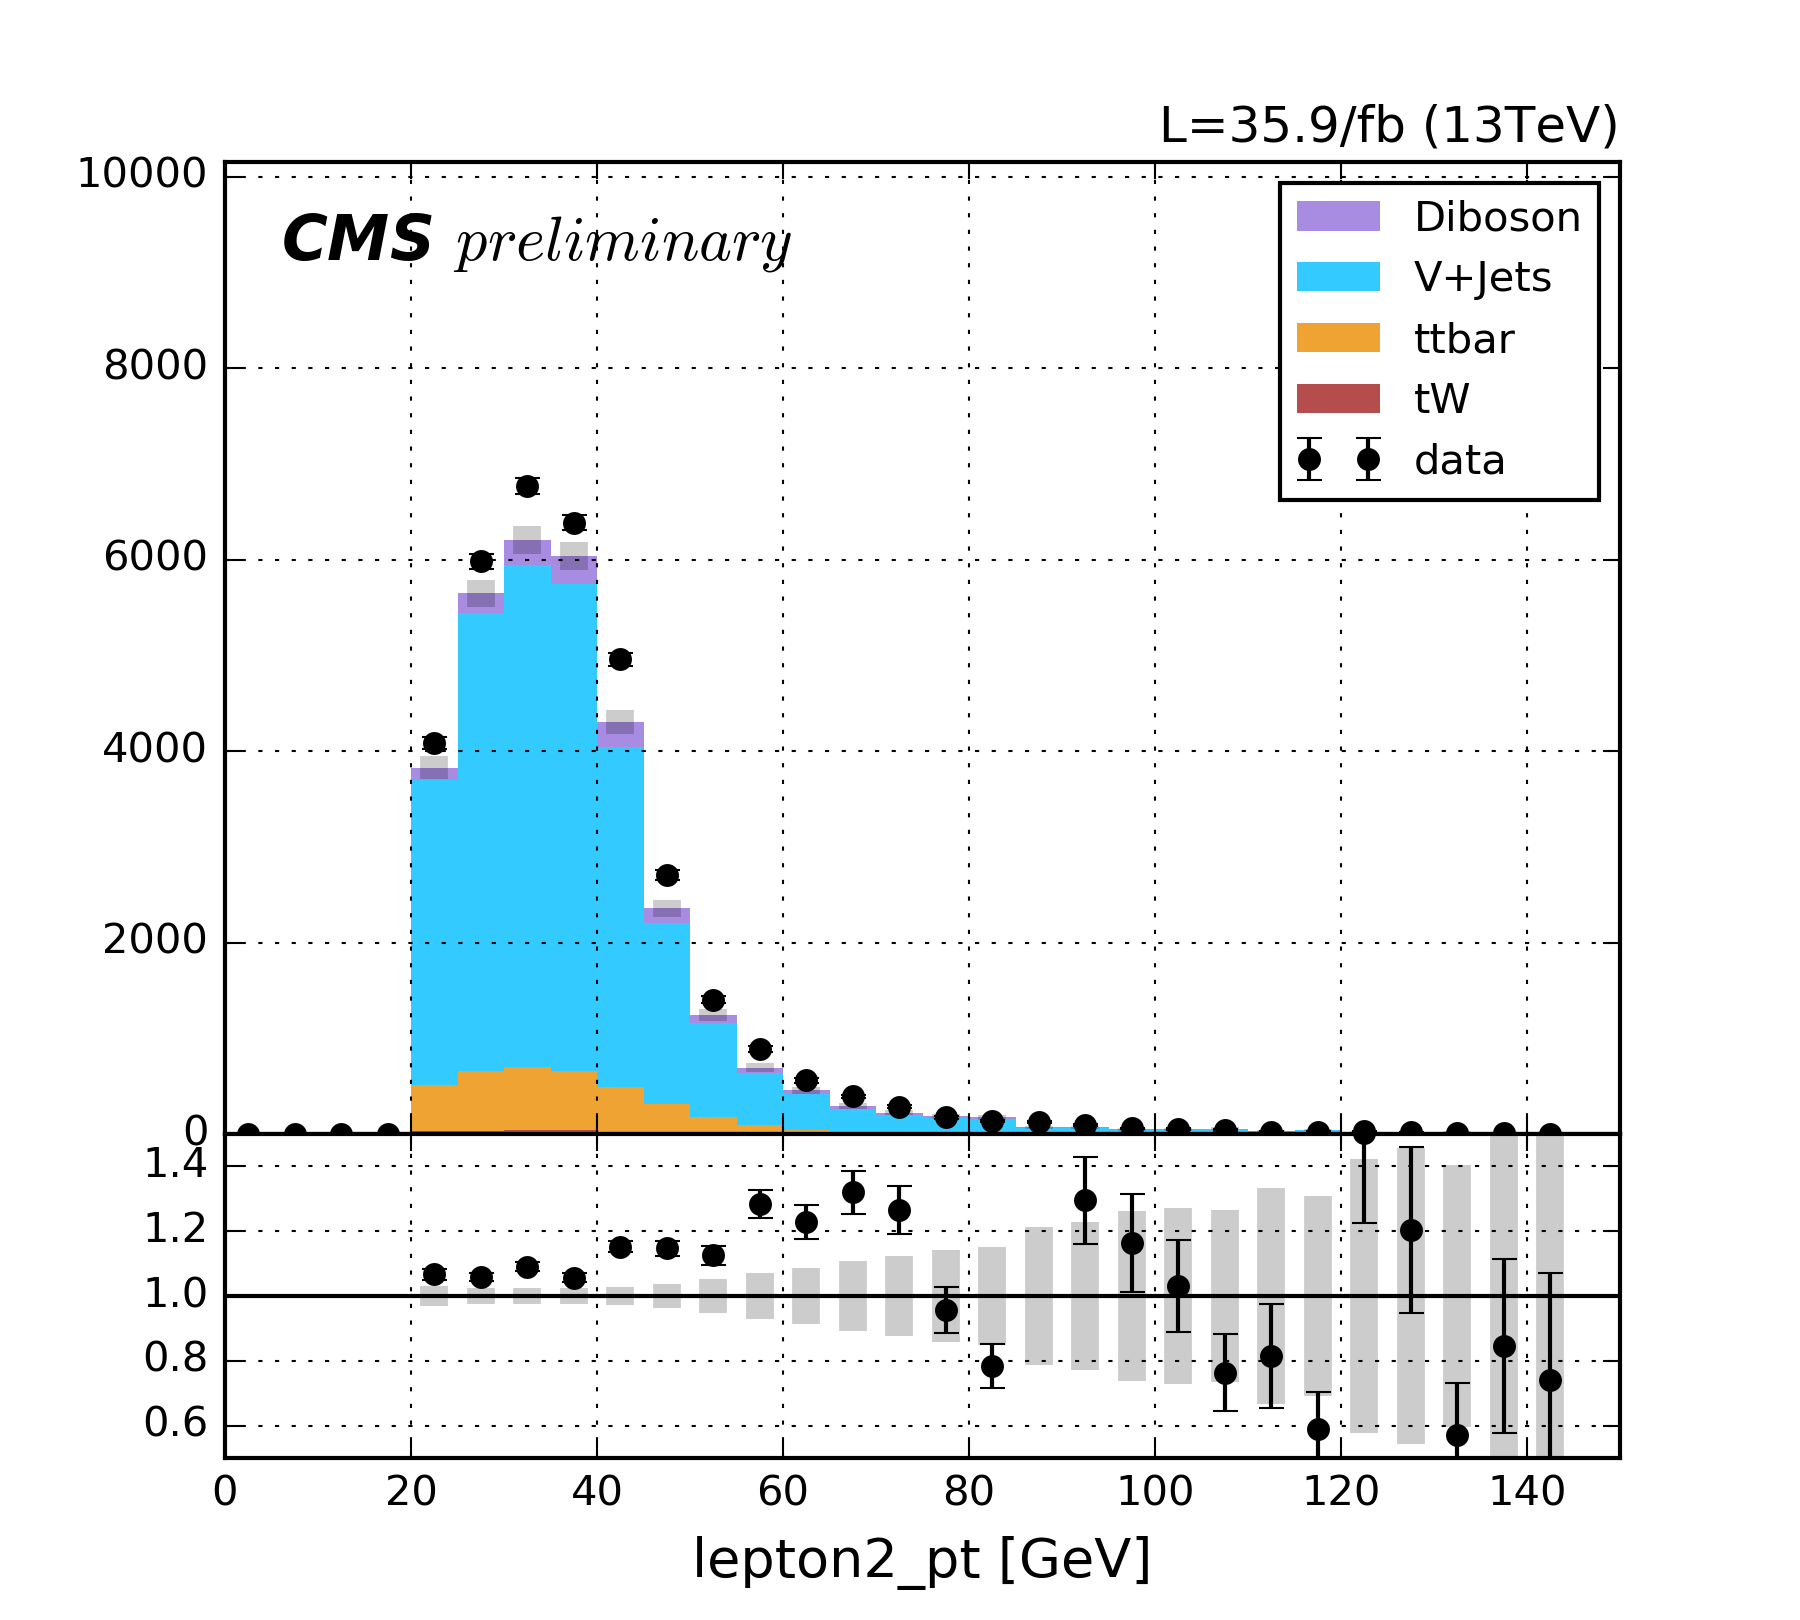 L=35.9/fb (13TeV)
CMS preliminary
Diboson
V+Jets
ttbar
tW
data
10000
8000
6000
4000
2000
0
1.4
1.2
1.0
0.8
0.6
0 20 40 60 80 100 120 140
lepton2_pt [GeV]